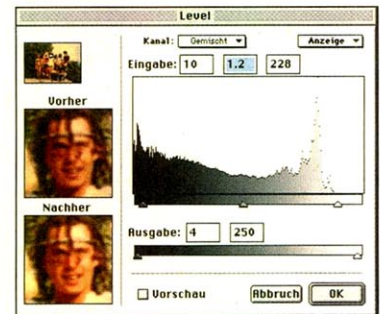 Level
Kanal: Gemischt Anzeige
Eingabe: 10 1.2 228
Vorher
Nachher
Ausgabe: 4 250
Vorschau Abbruch OK